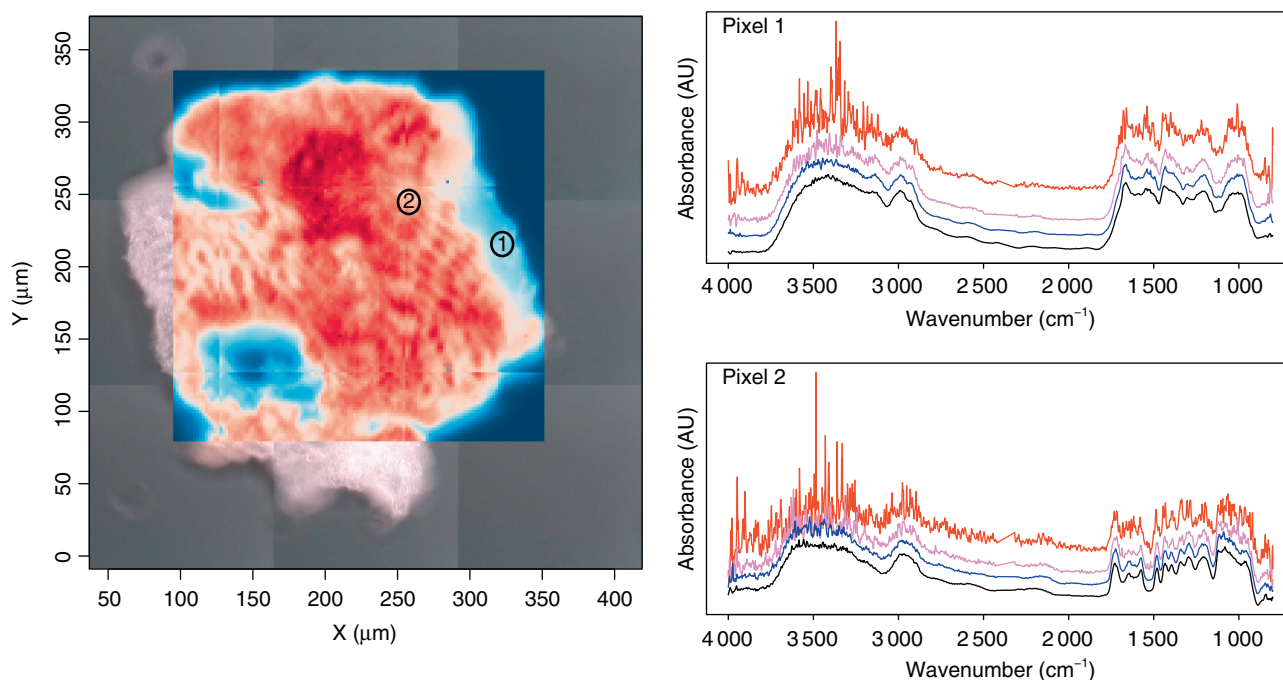 350
300
250
200
150
100
50
0
Y (μm)
50 100 150 200 250 300 350 400
X (μm)
2
1
Pixel 1
Absorbance (AU)
4 000 3 500 3 000 2 500 2 000 1 500 1 000
Wavenumber (cm⁻¹)
Pixel 2
Absorbance (AU)
4 000 3 500 3 000 2 500 2 000 1 500 1 000
Wavenumber (cm⁻¹)